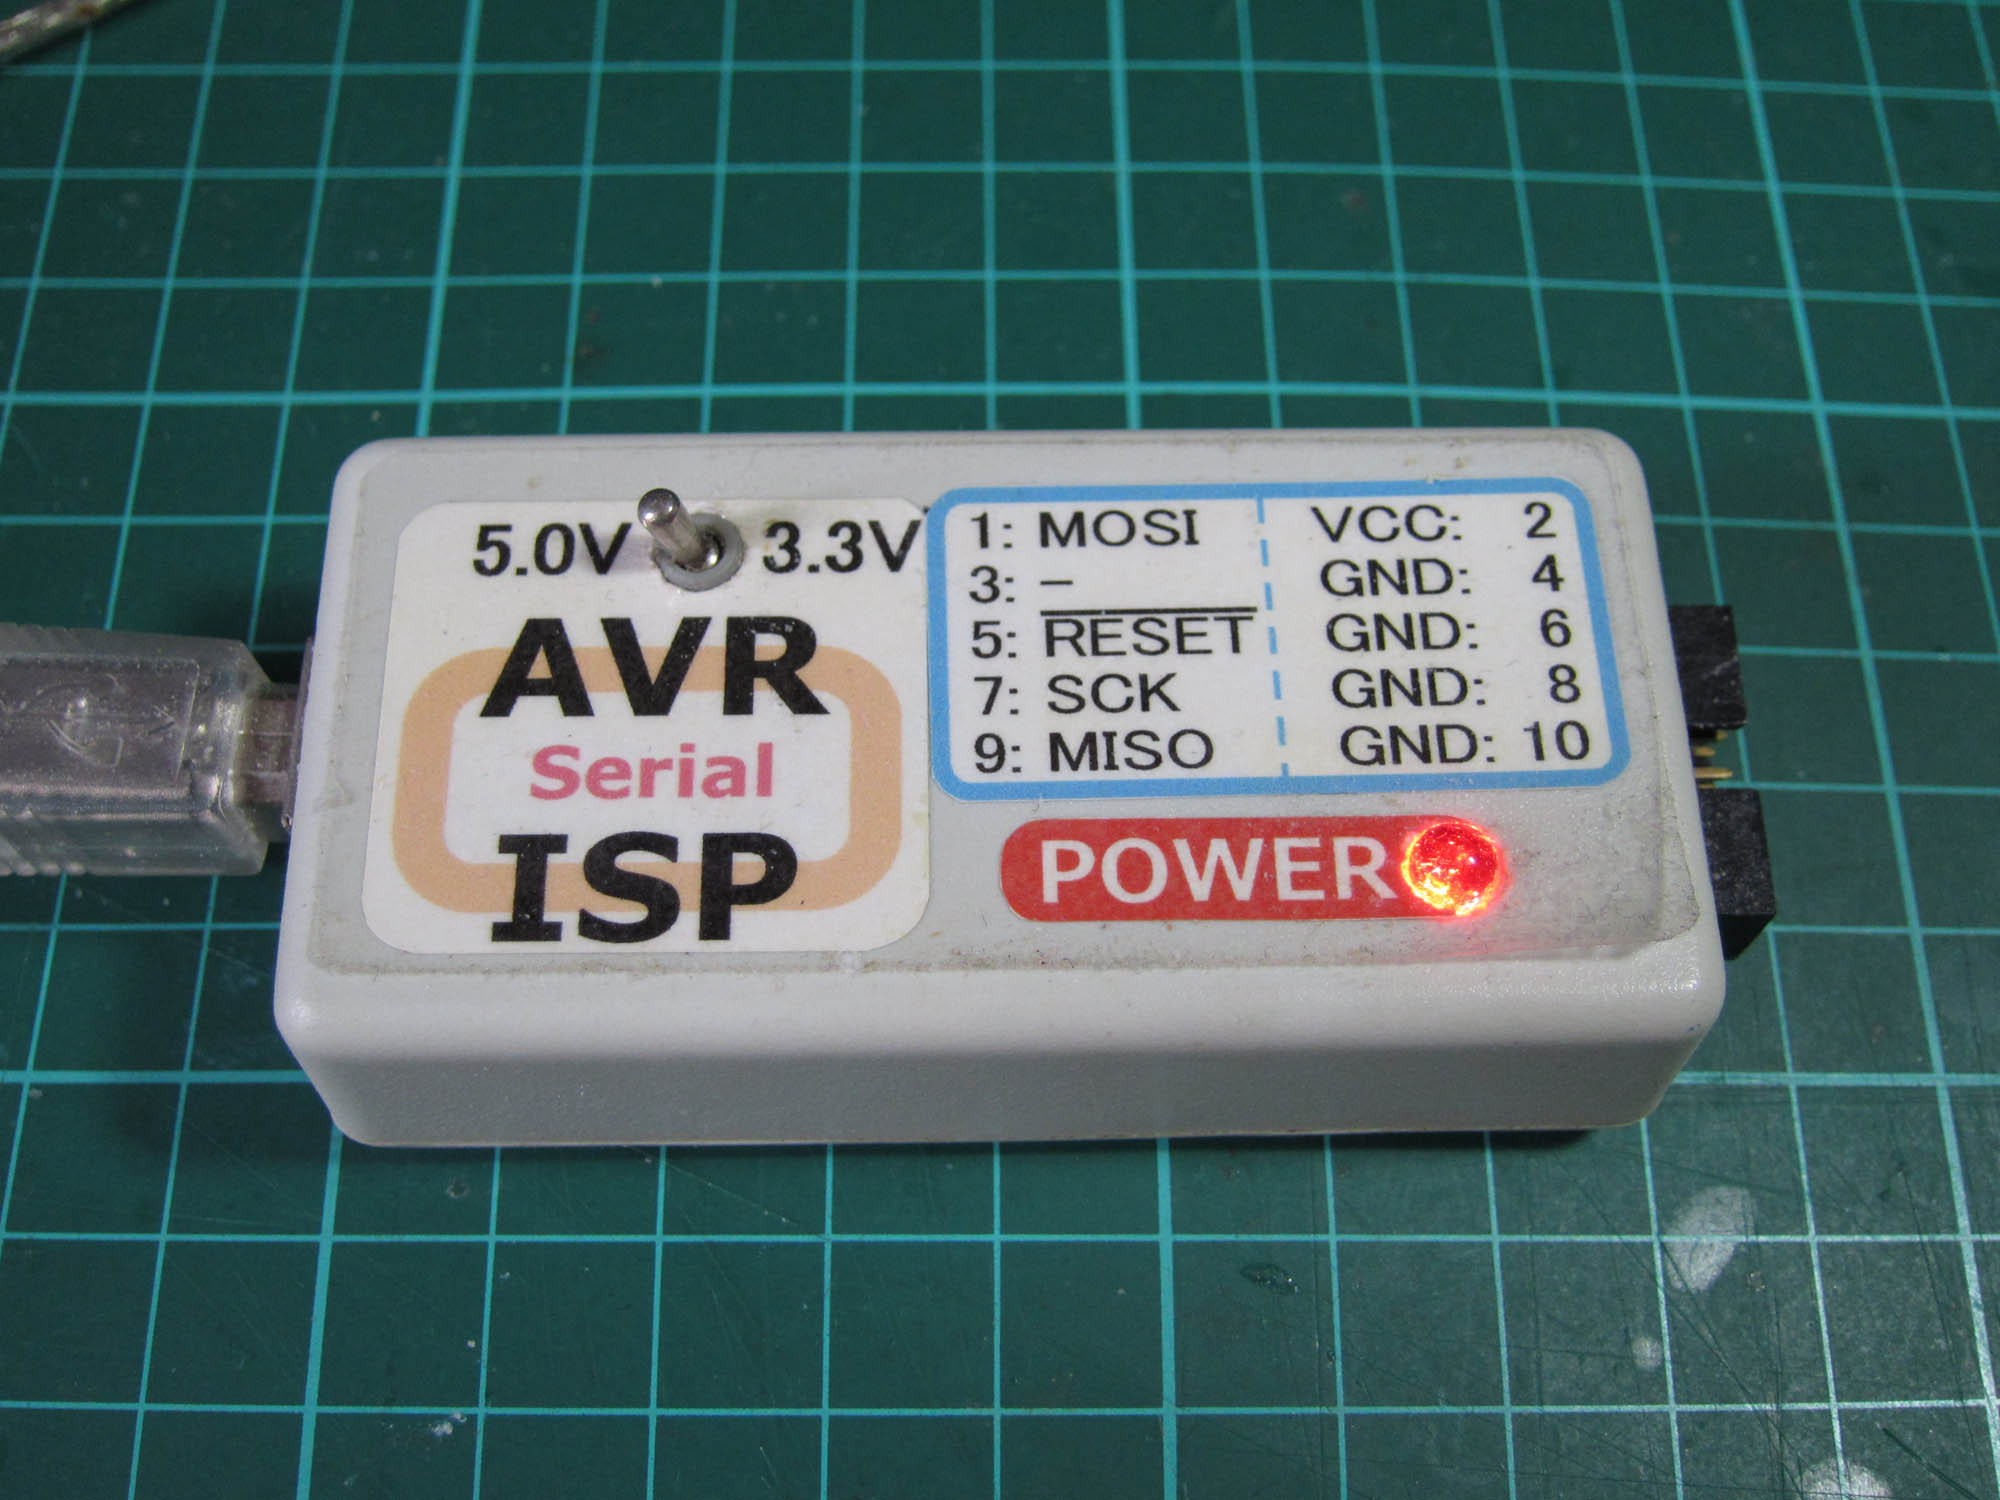 5.0V 3.3V
AVR
Serial
ISP
1: MOSI VCC: 2
3: – GND: 4
5: R̅E̅S̅E̅T̅ GND: 6
7: SCK GND: 8
9: MISO GND: 10
POWER